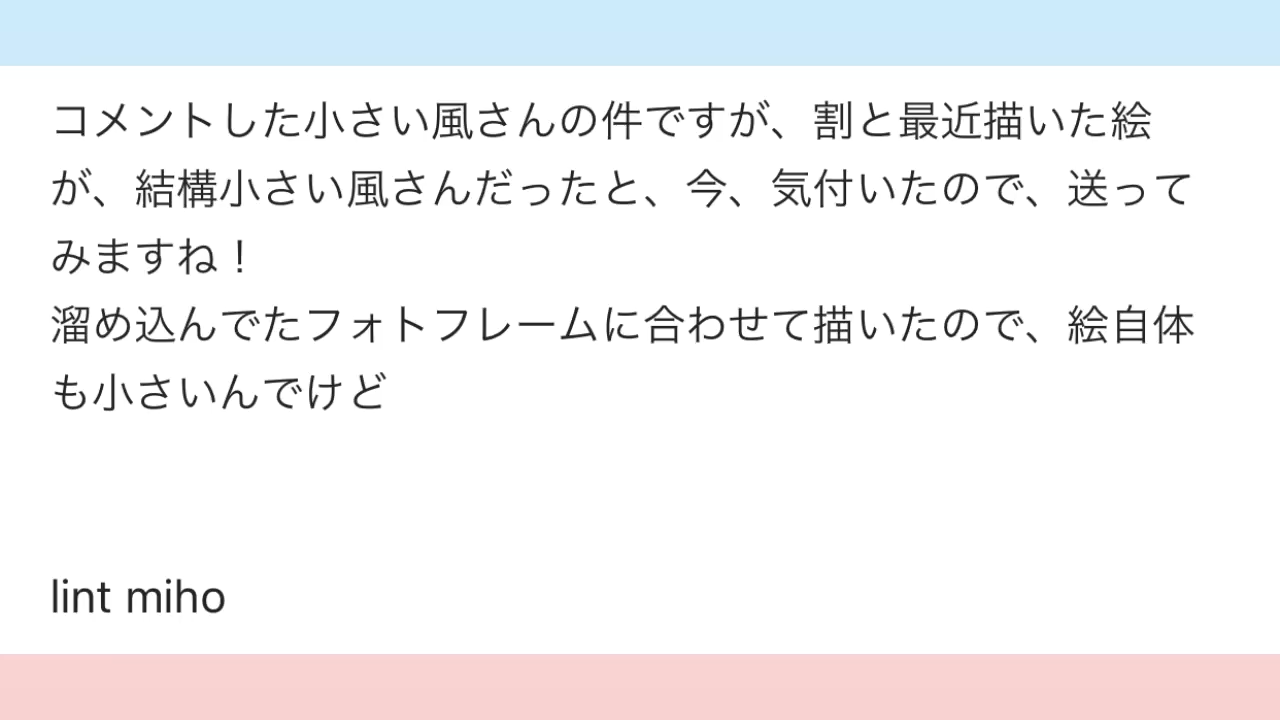 コメントした小さい風さんの件ですが、割と最近描いた絵
が、結構小さい風さんだったと、今、気付いたので、送って
みますね！
溜め込んでたフォトフレームに合わせて描いたので、絵自体
も小さいんでけど
lint miho